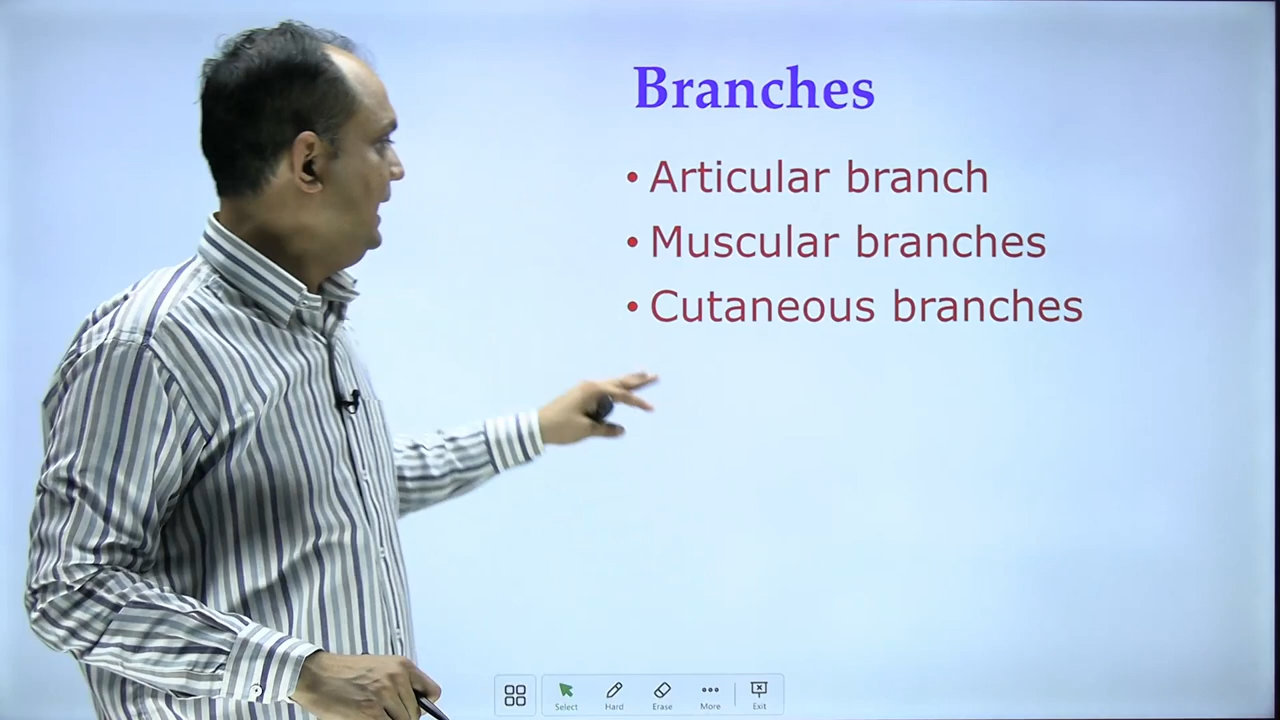 Branches
• Articular branch
• Muscular branches
• Cutaneous branches
Select
Hard
Erase
More
Exit